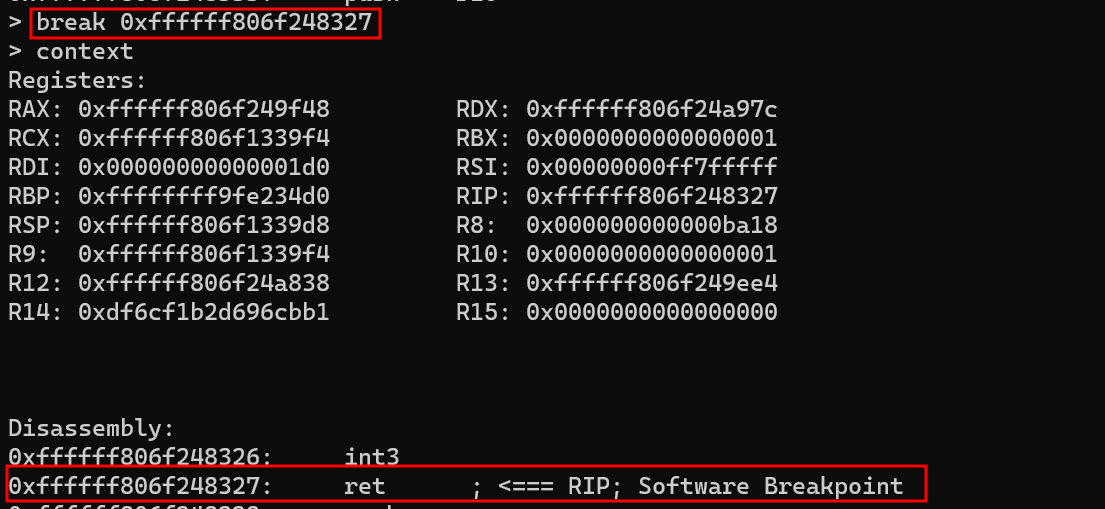 > break 0xffffff806f248327
> context
Registers:
RAX: 0xffffff806f249f48 RDX: 0xffffff806f24a97c
RCX: 0xffffff806f1339f4 RBX: 0x0000000000000001
RDI: 0x00000000000001d0 RSI: 0x00000000ff7fffff
RBP: 0xffffffff9fe234d0 RIP: 0xffffff806f248327
RSP: 0xffffff806f1339d8 R8: 0x000000000000ba18
R9: 0xffffff806f1339f4 R10: 0x0000000000000001
R12: 0xffffff806f24a838 R13: 0xffffff806f249ee4
R14: 0xdf6cf1b2d696cbb1 R15: 0x0000000000000000
Disassembly:
0xffffff806f248326: int3
0xffffff806f248327: ret ; <=== RIP; Software Breakpoint